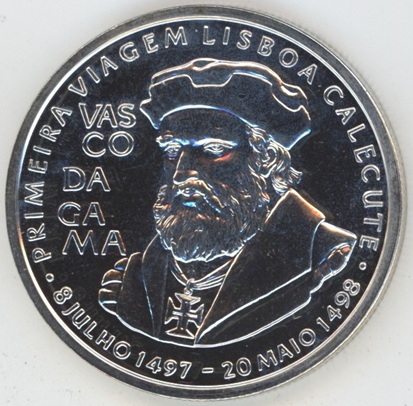 PRIMEIRA VIAGEM LISBOA CALECUTE
VAS
CO
DA
GA
MA
8 JULHO 1497 - 20 MAIO 1498